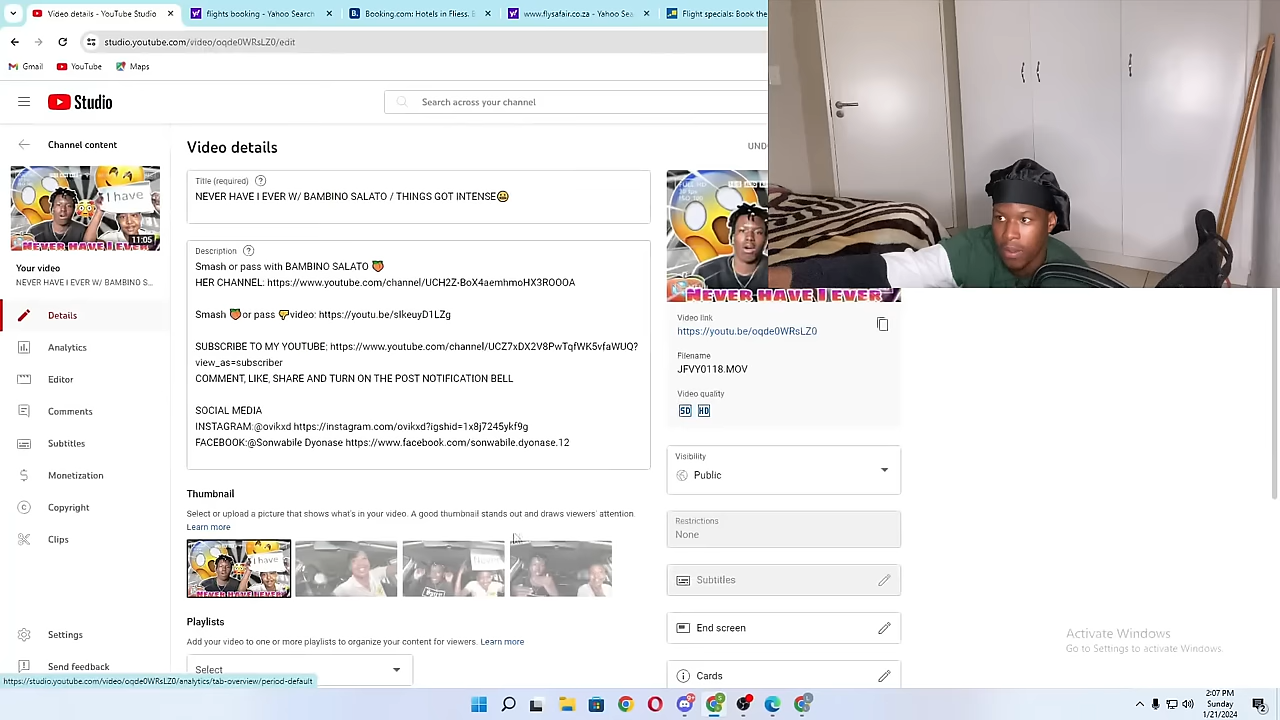 Video details - YouTube Studio
flights booking - Yahoo Search
Booking.com: Hotels in Fliess. B
www.flysafair.co.za - Yahoo Sea
Flight specials book the
studio.youtube.com/video/oqde0WRsLZ0/edit
Gmail
YouTube
Maps
Studio
Search across your channel
Channel content
Video details
UND
I have
11:05
NEVER HAVE I EVER
Your video
NEVER HAVE I EVER W/ BAMBINO S...
Details
Analytics
Editor
Comments
Subtitles
Monetization
Copyright
Clips
Settings
Send feedback
Title (required)
NEVER HAVE I EVER W/ BAMBINO SALATO / THINGS GOT INTENSE😩
Description
Smash or pass with BAMBINO SALATO 🍑
HER CHANNEL: https://www.youtube.com/channel/UCH2Z-BoX4aemhmoHX3ROOOA
Smash 🍑or pass 👎video: https://youtu.be/sIkeuyD1LZg
SUBSCRIBE TO MY YOUTUBE: https://www.youtube.com/channel/UCZ7xDX2V8PwTqfWK5vfaWUQ?
view_as=subscriber
COMMENT, LIKE, SHARE AND TURN ON THE POST NOTIFICATION BELL
SOCIAL MEDIA
INSTAGRAM:@ovikxd https://instagram.com/ovikxd?igshid=1x8j7245ykf9g
FACEBOOK:@Sonwabile Dyonase https://www.facebook.com/sonwabile.dyonase.12
Thumbnail
Select or upload a picture that shows what's in your video. A good thumbnail stands out and draws viewers' attention.
Learn more
I have
NEVER HAVE I EVER
Playlists
Add your video to one or more playlists to organize your content for viewers. Learn more
Select
NEVER HAVE I EVER
Video link
https://youtu.be/oqde0WRsLZ0
Filename
JFVY0118.MOV
Video quality
SD HD
Visibility
Public
Restrictions
None
Subtitles
End screen
Cards
Activate Windows
Go to Settings to activate Windows.
https://studio.youtube.com/video/oqde0WRsLZ0/analytics/tab-overview/period-default
2:07 PM
Sunday
1/21/2024